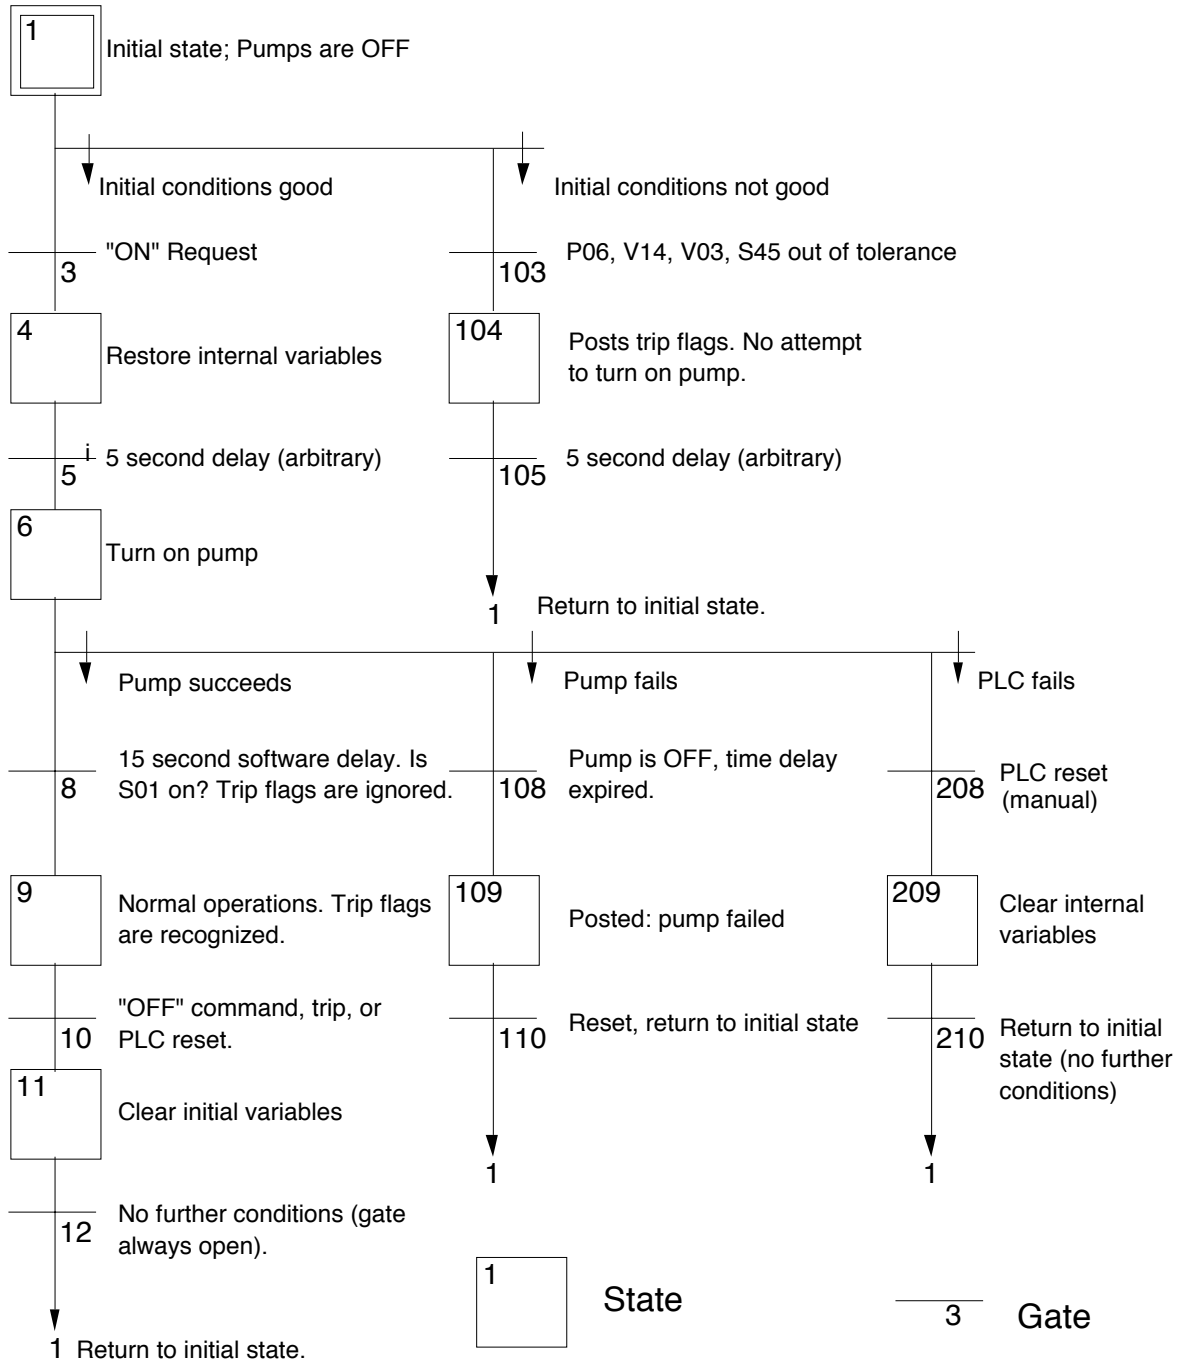 1
Initial state; Pumps are OFF
Initial conditions good
Initial conditions not good
"ON" Request
3
P06, V14, V03, S45 out of tolerance
103
4
Restore internal variables
104
Posts trip flags. No attempt
to turn on pump.
i
5 second delay (arbitrary)
5
5 second delay (arbitrary)
105
6
Turn on pump
1
Return to initial state.
Pump succeeds
Pump fails
PLC fails
15 second software delay. Is
S01 on? Trip flags are ignored.
8
Pump is OFF, time delay
expired.
108
PLC reset
(manual)
208
9
Normal operations. Trip flags
are recognized.
109
Posted: pump failed
209
Clear internal
variables
"OFF" command, trip, or
PLC reset.
10
Reset, return to initial state
110
Return to initial
state (no further
conditions)
210
11
Clear initial variables
1
1
No further conditions (gate
always open).
12
1
State
3
Gate
1 Return to initial state.